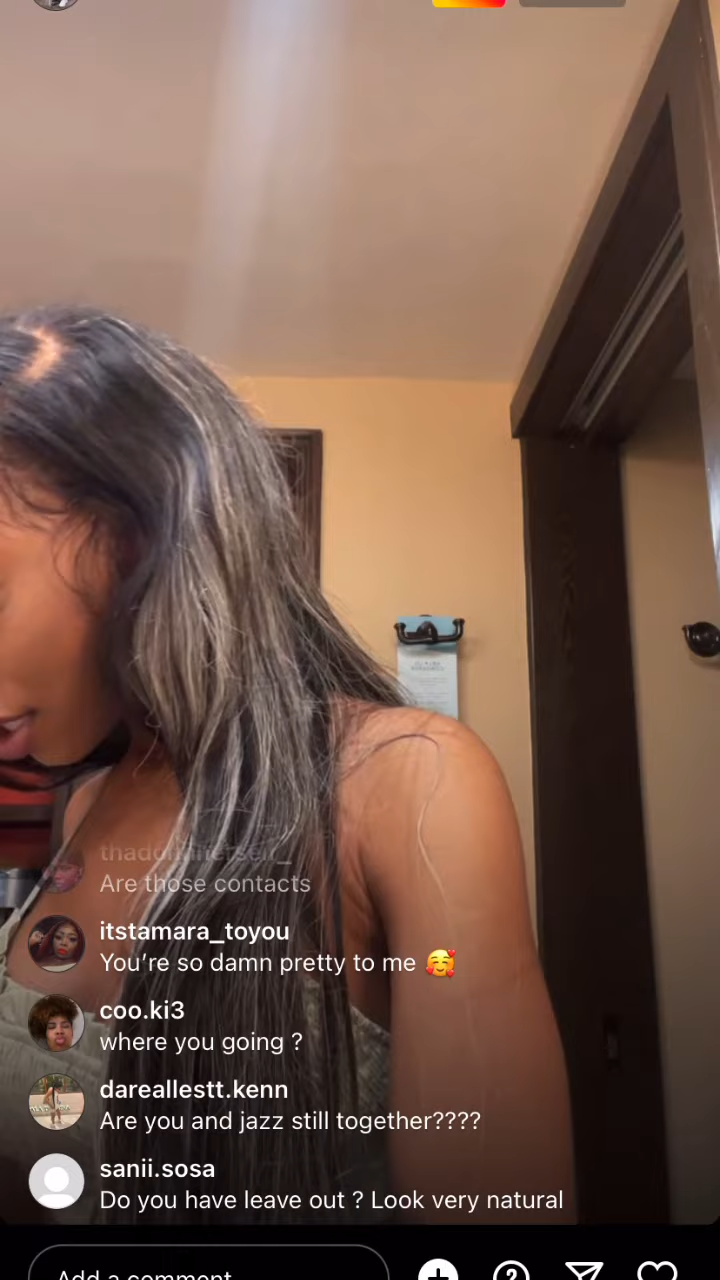 Are those contacts
itstamara_toyou
You’re so damn pretty to me 🥰
coo.ki3
where you going ?
dareallestt.kenn
Are you and jazz still together????
sanii.sosa
Do you have leave out ? Look very natural
Add a comment